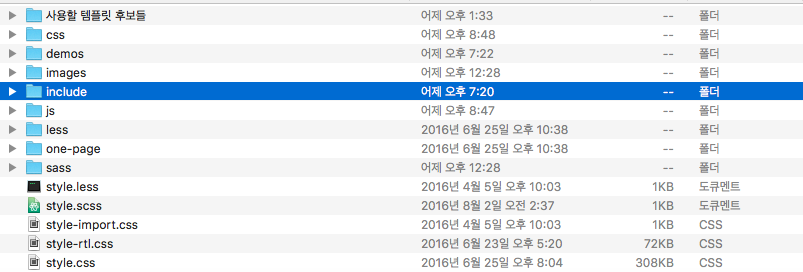 사용할 템플릿 후보들 어제 오후 1:33 -- 폴더
css 어제 오후 8:48 -- 폴더
demos 어제 오후 7:22 -- 폴더
images 어제 오후 12:28 -- 폴더
include 어제 오후 7:20 -- 폴더
js 어제 오후 8:47 -- 폴더
less 2016년 6월 25일 오후 10:38 -- 폴더
one-page 2016년 6월 25일 오후 10:38 -- 폴더
sass 어제 오후 12:28 -- 폴더
style.less 2016년 4월 5일 오후 10:03 1KB 도큐멘트
style.scss 2016년 8월 2일 오전 2:37 1KB 도큐멘트
style-import.css 2016년 4월 5일 오후 10:03 1KB CSS
style-rtl.css 2016년 6월 23일 오후 5:20 72KB CSS
style.css 2016년 6월 25일 오후 8:04 308KB CSS